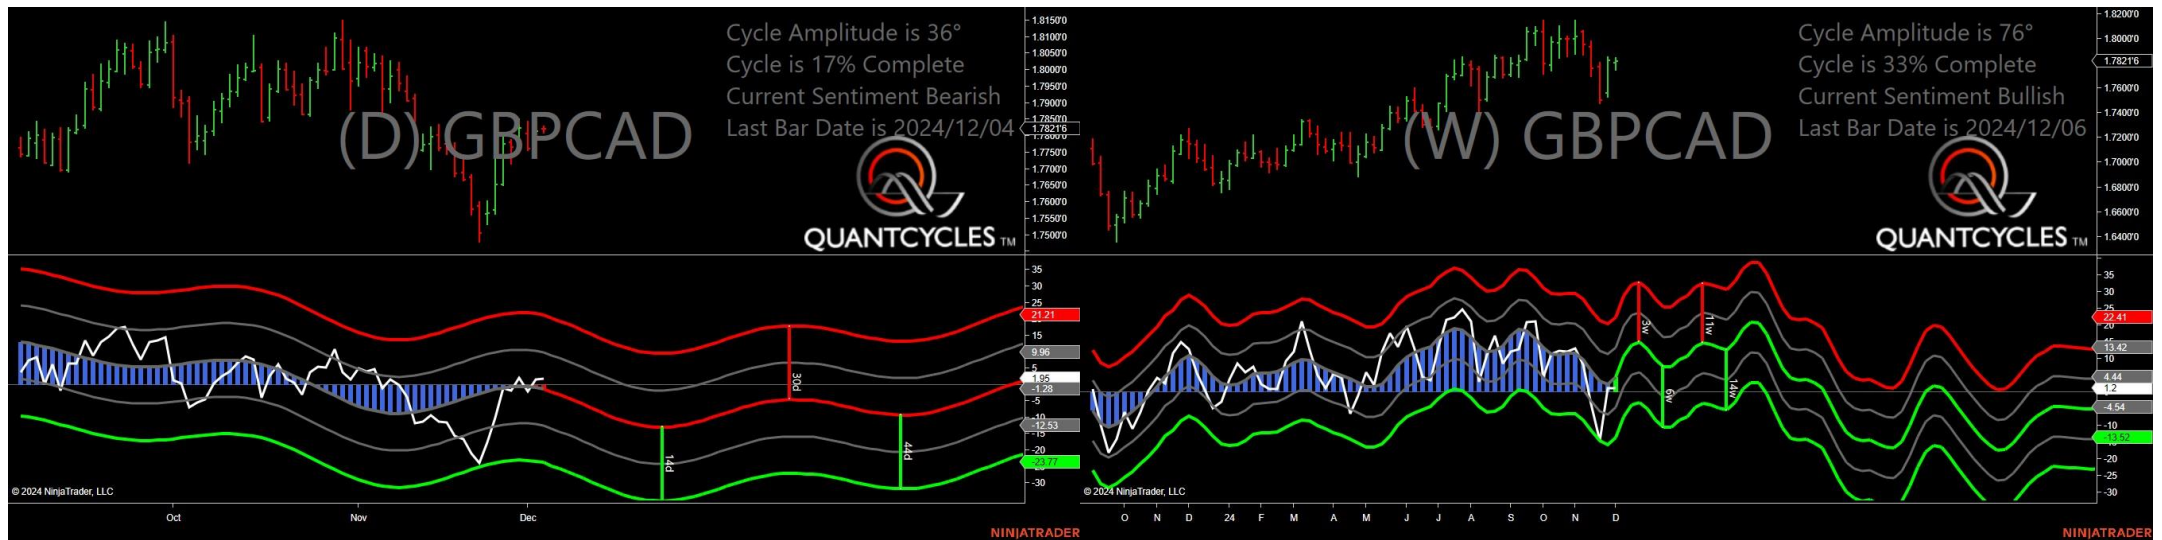 Cycle Amplitude is 36°
Cycle is 17% Complete
Current Sentiment Bearish
Last Bar Date is 2024/12/04
(D) GBPCAD
QUANTCYCLES TM
1.8150'0
1.8100'0
1.8050'0
1.8000'0
1.7950'0
1.7900'0
1.7850'0
1.7821'6
1.7800'0
1.7750'0
1.7700'0
1.7650'0
1.7600'0
1.7550'0
1.7500'0
35
30
25
21.21
15
9.96
5
1.95
-1.28
-5
-10
-12.53
-15
-20
-23.77
-30
14d
30d
44d
© 2024 NinjaTrader, LLC
Oct Nov Dec
NINJATRADER
Cycle Amplitude is 76°
Cycle is 33% Complete
Current Sentiment Bullish
Last Bar Date is 2024/12/06
(W) GBPCAD
QUANTCYCLES TM
1.8200'0
1.8000'0
1.7821'6
1.7600'0
1.7400'0
1.7200'0
1.7000'0
1.6800'0
1.6600'0
1.6400'0
35
30
25
22.41
20
13.42
10
4.44
1.2
-4.54
-10
-13.52
-20
-25
-30
3w
6w
11w
14w
© 2024 NinjaTrader, LLC
O N D 24 F M A M J J A S O N D
NINJATRADER